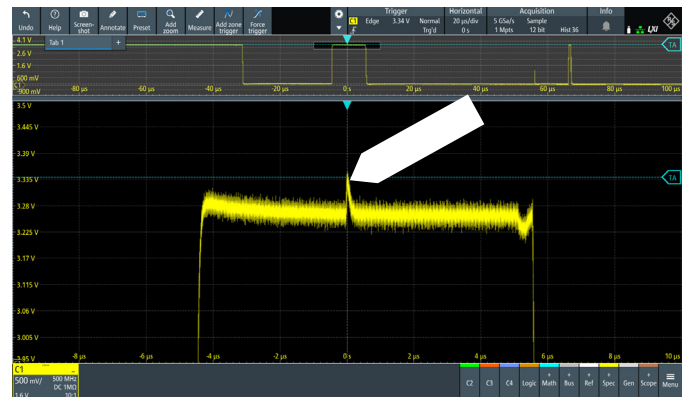 Trigger Horizontal Acquisition Info
Undo Help Screen-shot Annotate Preset Add zoom Measure Add zone trigger Force trigger
C1 Edge 3.34 V Normal 20 µs/div 5 GSa/s Sample
Trig'd 0 s 1 Mpts 12 bit Hist 36 LXI
4.1 V Tab 1 + TA
2.6 V
1.6 V
600 mV
C1
-900 mV -80 µs -60 µs -40 µs -20 µs 0 s 20 µs 40 µs 60 µs 80 µs 100 µs
3.5 V
3.445 V
3.39 V
3.335 V TA
3.28 V
3.225 V
3.17 V
3.115 V
3.06 V
3.005 V
2.95 V -8 µs -6 µs -4 µs -2 µs 0 s 2 µs 4 µs 6 µs 8 µs 10 µs
C1
500 mV/ 500 MHz
DC 1MΩ
1.6 V 10:1
C2 C3 C4 Logic Math Bus Ref Spec Gen Scope Menu